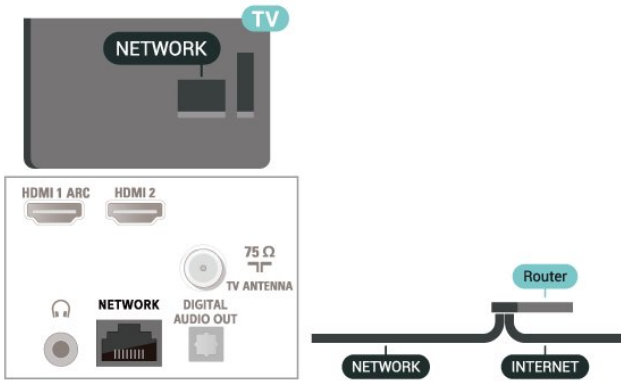 TV
NETWORK
HDMI 1 ARC
HDMI 2
75 Ω
TV ANTENNA
NETWORK
DIGITAL
AUDIO OUT
Router
NETWORK
INTERNET